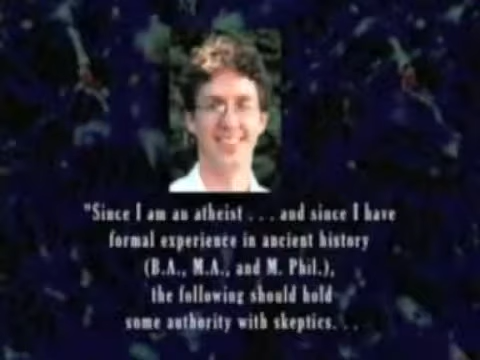 "Since I am an atheist . . . and since I have
formal experience in ancient history
(B.A., M.A., and M. Phil.),
the following should hold
some authority with skeptics. . .